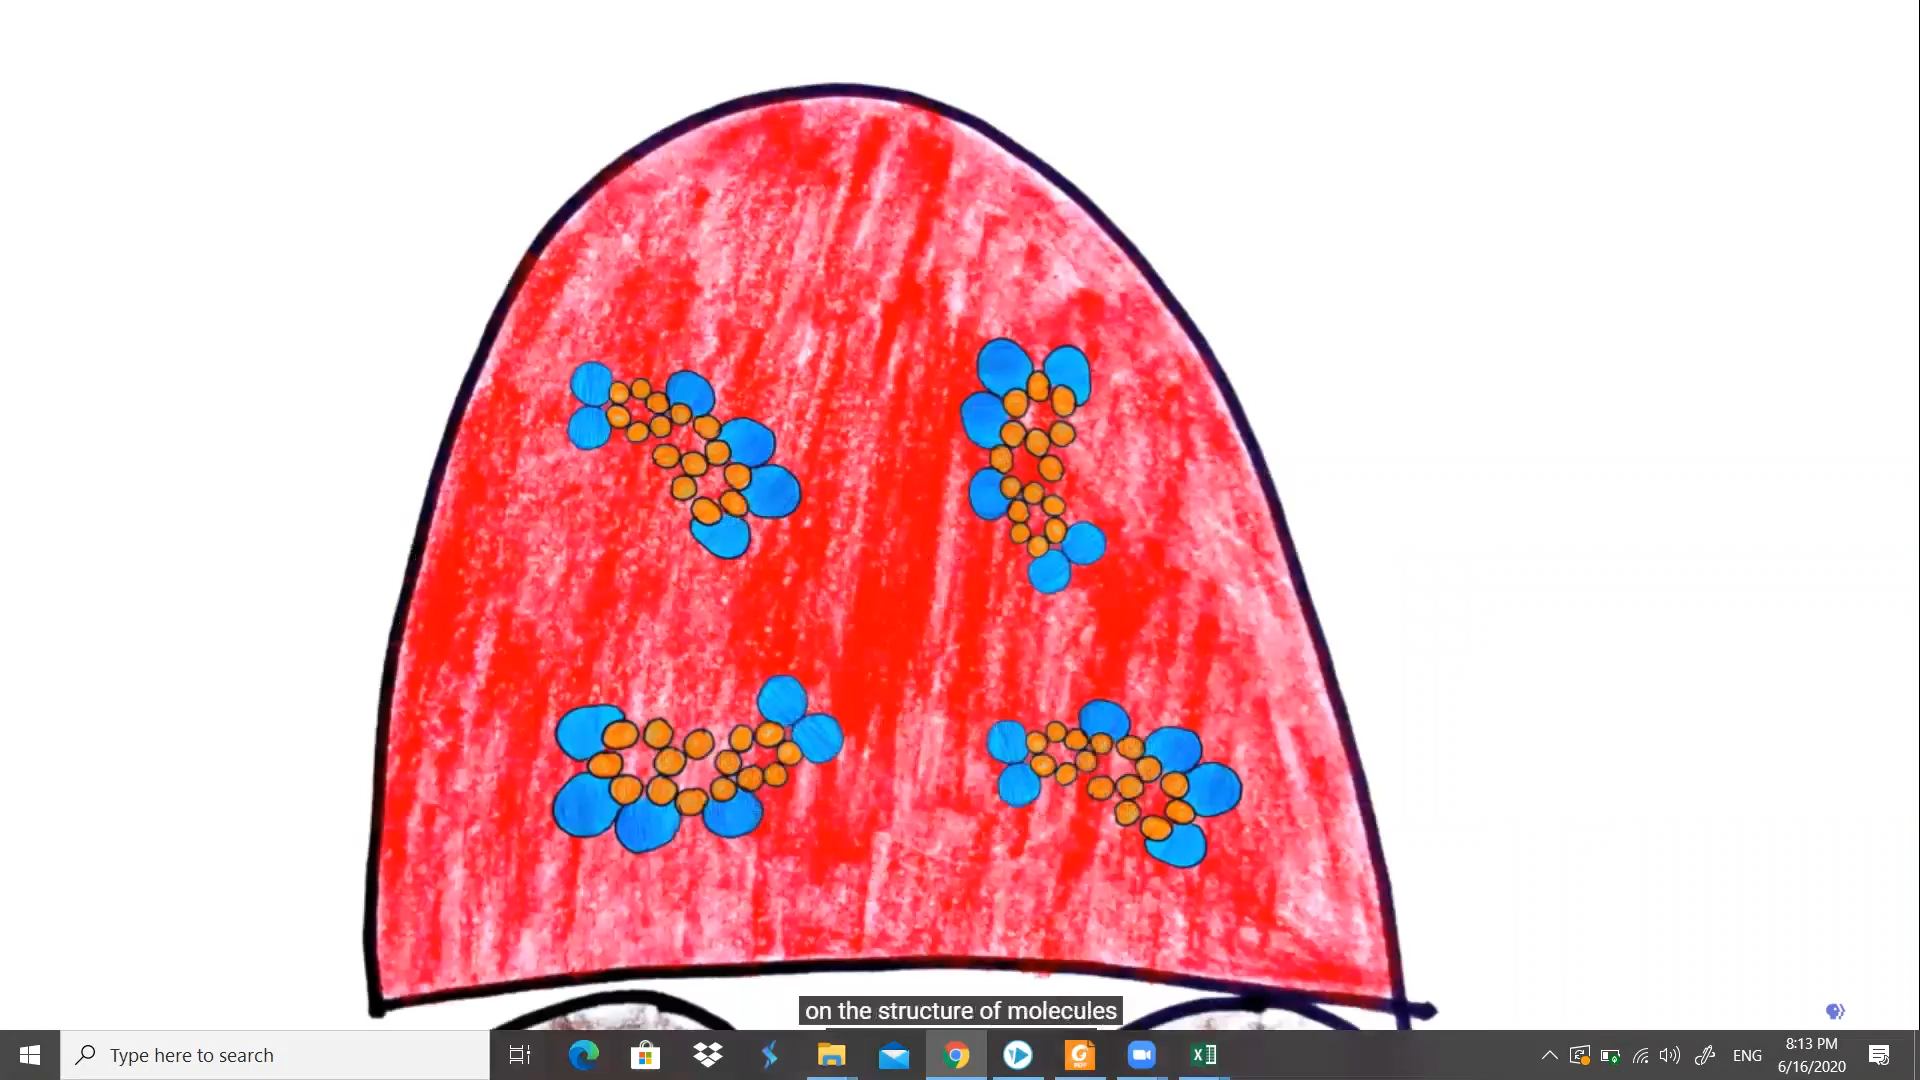 on the structure of molecules
Type here to search
ENG
8:13 PM
6/16/2020